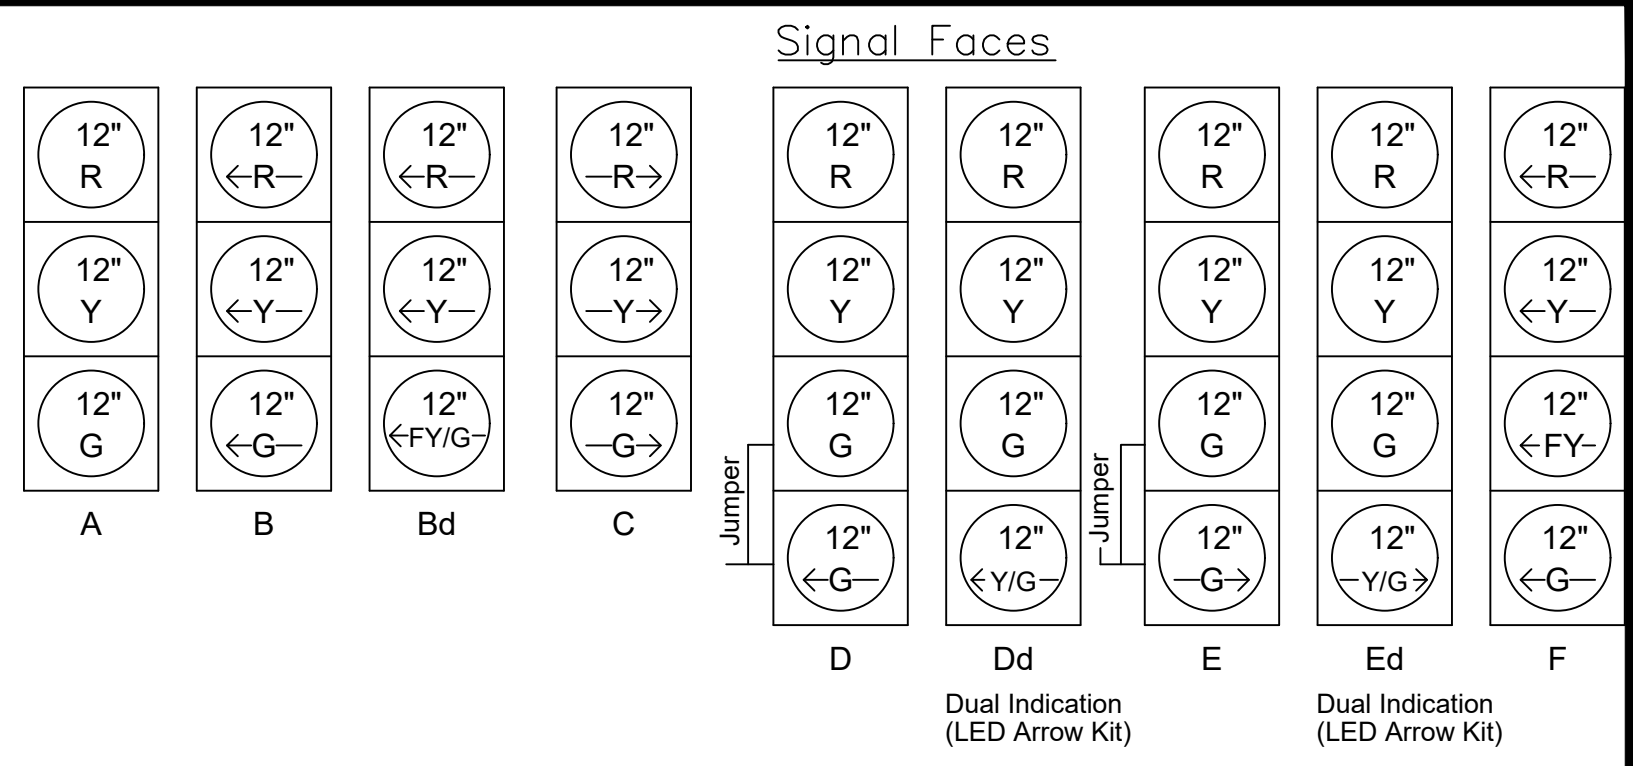 Signal Faces
12" 12" 12" 12" 12" 12" 12" 12" 12"
R ←R— ←R— —R→ R R R R ←R—
12" 12" 12" 12" 12" 12" 12" 12" 12"
Y ←Y— ←Y— —Y→ Y Y Y Y ←Y—
12" 12" 12" 12" 12" 12" 12" 12" 12"
G ←G— ←FY/G— —G→ G G G G ←FY—
Jumper Jumper
12" 12" 12" 12" 12"
←G— ←Y/G— —G→ —Y/G→ ←G—
A B Bd C
D Dd E Ed F
Dual Indication Dual Indication
(LED Arrow Kit) (LED Arrow Kit)